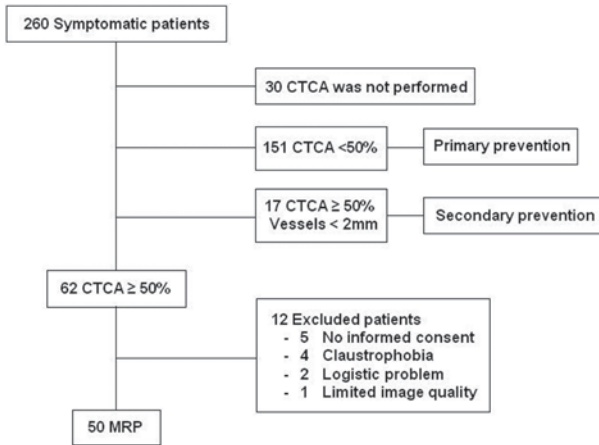 260 Symptomatic patients
30 CTCA was not performed
151 CTCA <50%
Primary prevention
17 CTCA ≥ 50%
Vessels < 2mm
Secondary prevention
62 CTCA ≥ 50%
12 Excluded patients
- 5 No informed consent
- 4 Claustrophobia
- 2 Logistic problem
- 1 Limited image quality
50 MRP